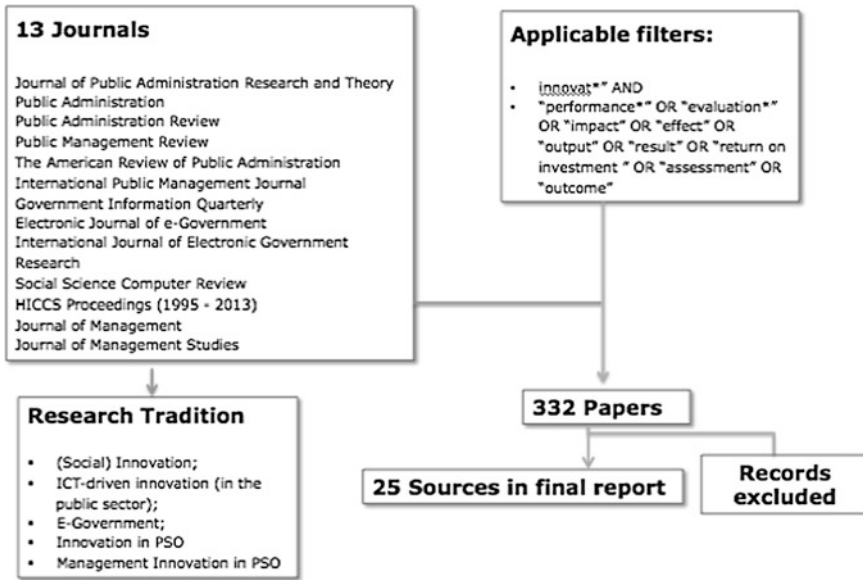 13 Journals
Journal of Public Administration Research and Theory
Public Administration
Public Administration Review
Public Management Review
The American Review of Public Administration
International Public Management Journal
Government Information Quarterly
Electronic Journal of e-Government
International Journal of Electronic Government
Research
Social Science Computer Review
HICCS Proceedings (1995 - 2013)
Journal of Management
Journal of Management Studies
Applicable filters:
• innovat*” AND
• “performance*” OR “evaluation*”
OR “impact” OR “effect” OR
“output” OR “result” OR “return on
investment ” OR “assessment” OR
“outcome”
Research Tradition
• (Social) Innovation;
• ICT-driven innovation (in the
public sector);
• E-Government;
• Innovation in PSO
• Management Innovation in PSO
332 Papers
25 Sources in final report
Records
excluded